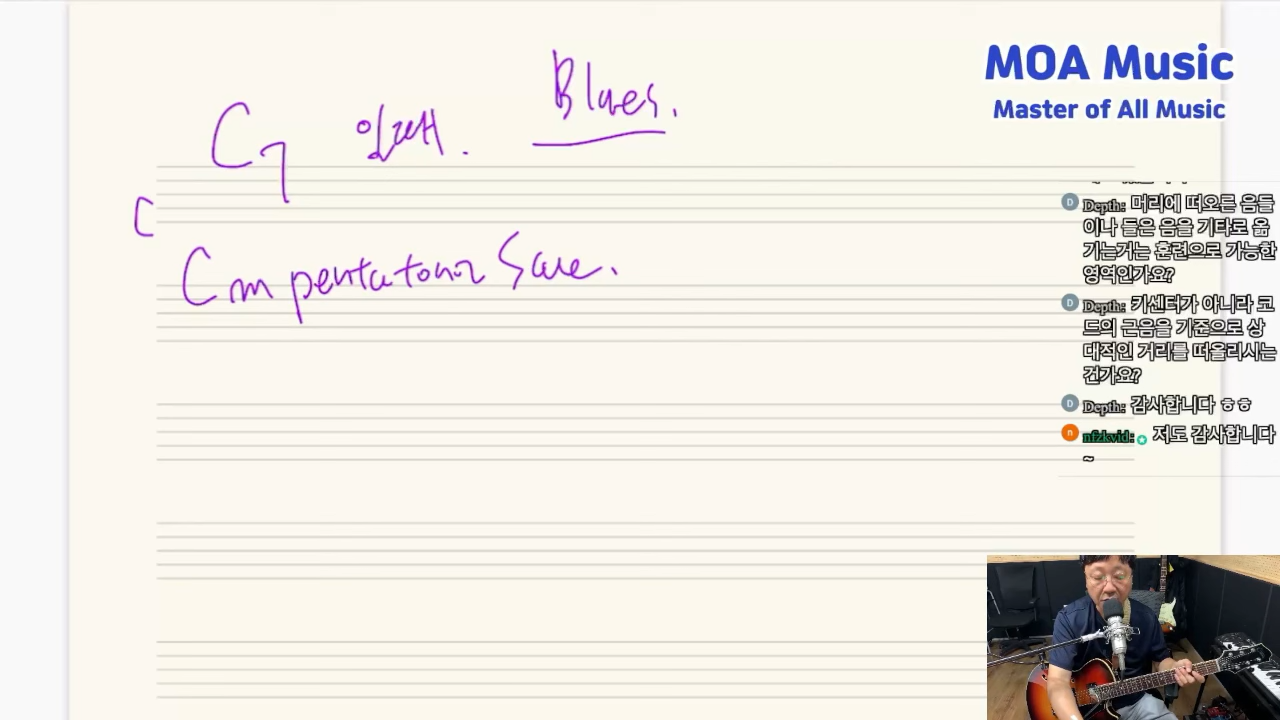 MOA Music
Master of All Music
Blues.
C7 일때.
C
Cm pentatonic Scale.
Depth: 머리에 떠오른 음들
이나 들은 음을 기타로 옮
기는거는 훈련으로 가능한
영역인가요?
Depth: 키센터가 아니라 코
드의 근음을 기준으로 상
대적인 거리를 떠올리시는
건가요?
Depth: 감사합니다 ㅎㅎ
nfzkvid: 저도 감사합니다
~